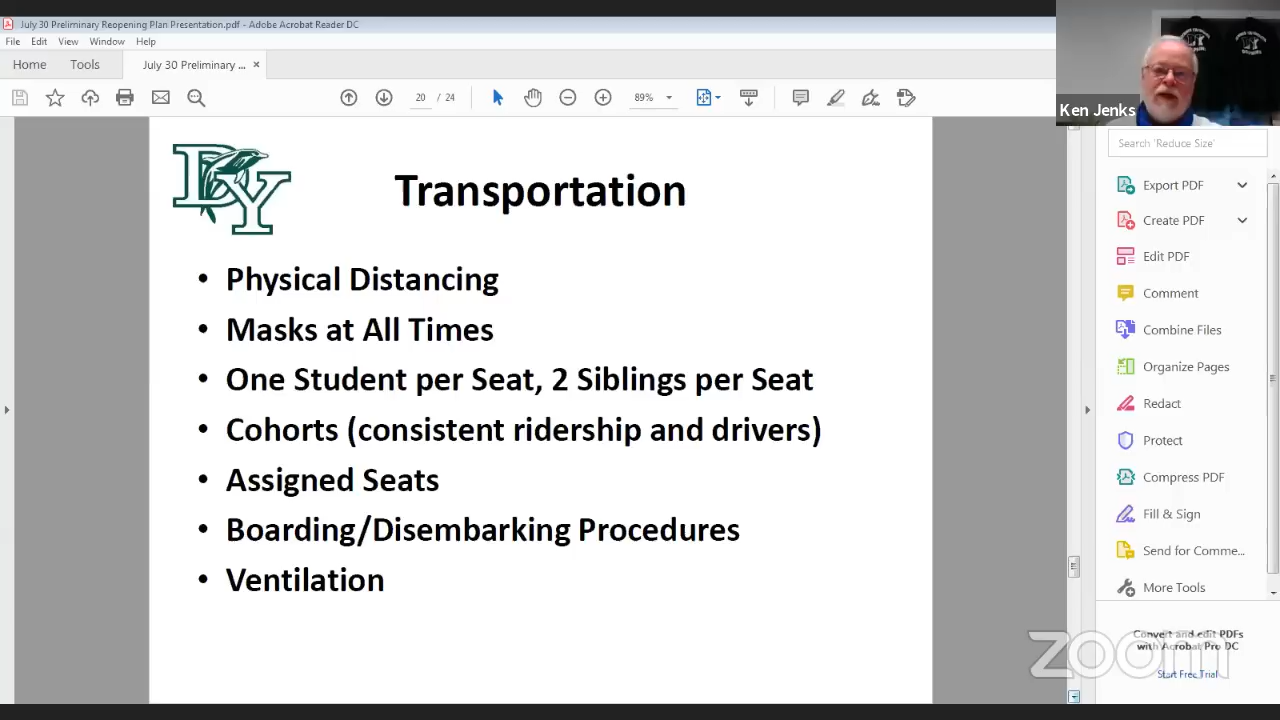 July 30 Prelimnary Reopening Plan Presentation.pdf - Adobe Acrobat Reader DC
File Edit View Window Help
Home Tools July 30 Preliminary ... ×
20 / 24 89%
Ken Jenks
Search 'Reduce Size'
DY
Transportation
• Physical Distancing
• Masks at All Times
• One Student per Seat, 2 Siblings per Seat
• Cohorts (consistent ridership and drivers)
• Assigned Seats
• Boarding/Disembarking Procedures
• Ventilation
Export PDF
Create PDF
Edit PDF
Comment
Combine Files
Organize Pages
Redact
Protect
Compress PDF
Fill & Sign
Send for Comme...
More Tools
Convert and edit PDFs
with Acrobat Pro DC
Start Free Trial
zoom